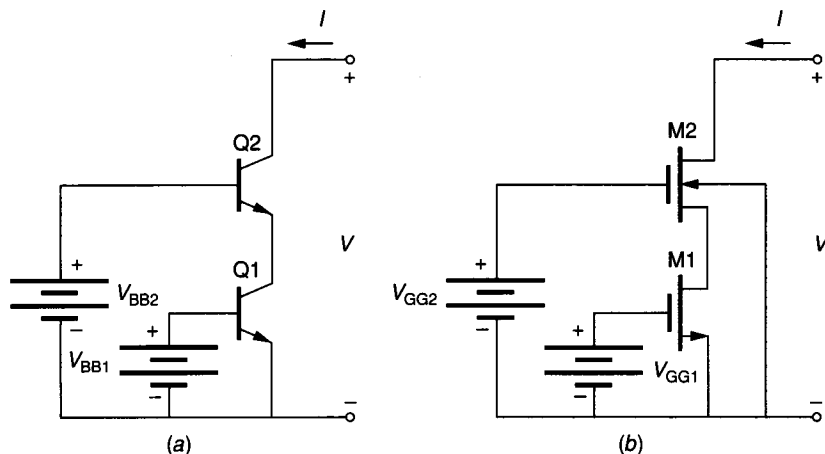 I
+
Q2
V
+
V_BB2
−
Q1
+
V_BB1
−
−
(a)
I
+
M2
V
+
V_GG2
−
M1
+
V_GG1
−
−
(b)